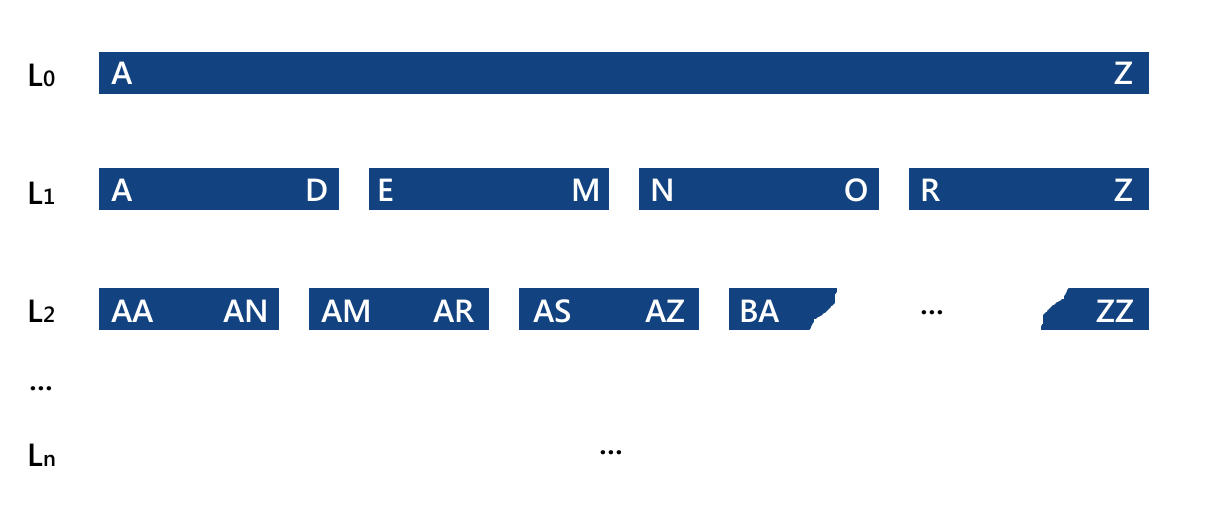 L0 A Z
L1 A D E M N O R Z
L2 AA AN AM AR AS AZ BA ... ZZ
...
Ln ...